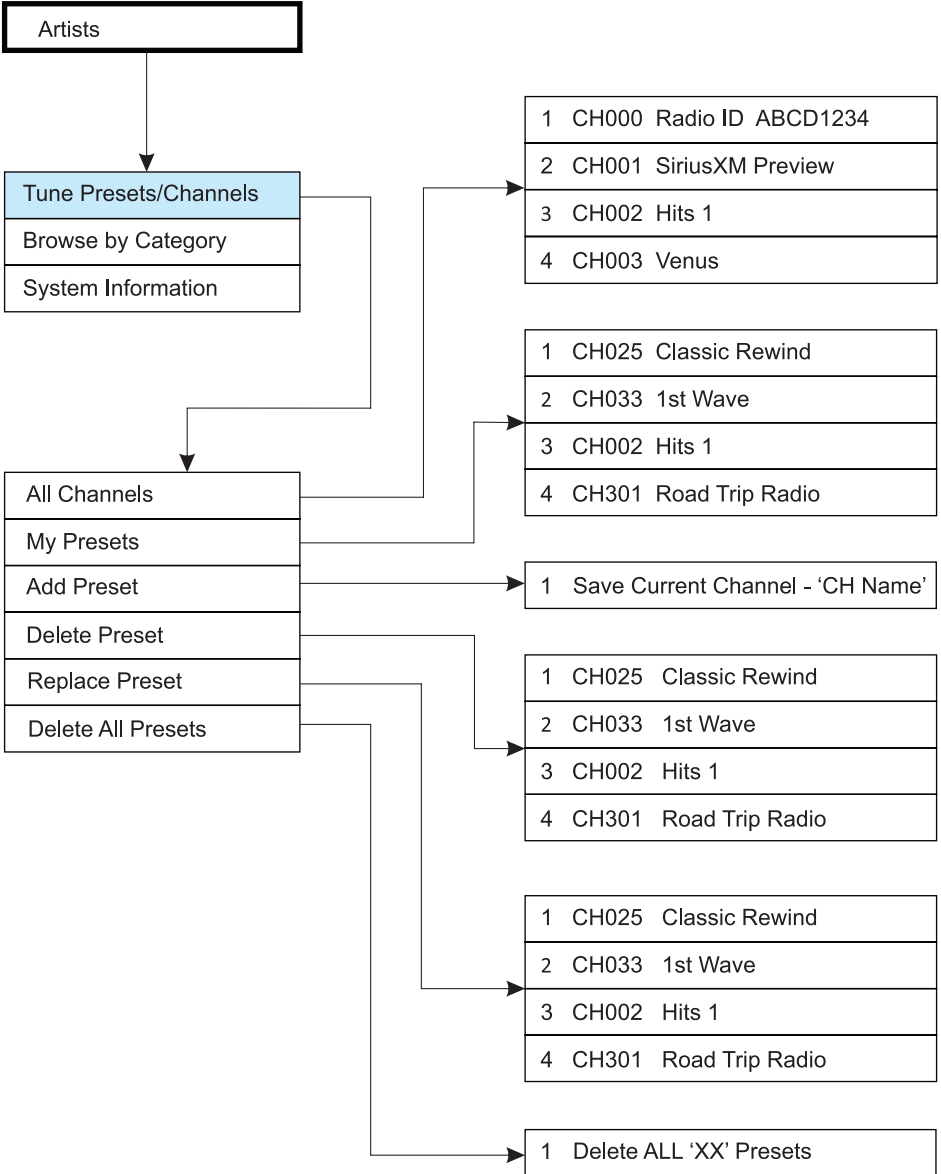 Artists
Tune Presets/Channels
Browse by Category
System Information
All Channels
My Presets
Add Preset
Delete Preset
Replace Preset
Delete All Presets
1 CH000 Radio ID ABCD1234
2 CH001 SiriusXM Preview
3 CH002 Hits 1
4 CH003 Venus
1 CH025 Classic Rewind
2 CH033 1st Wave
3 CH002 Hits 1
4 CH301 Road Trip Radio
1 Save Current Channel - ‘CH Name’
1 CH025 Classic Rewind
2 CH033 1st Wave
3 CH002 Hits 1
4 CH301 Road Trip Radio
1 CH025 Classic Rewind
2 CH033 1st Wave
3 CH002 Hits 1
4 CH301 Road Trip Radio
1 Delete ALL ‘XX’ Presets